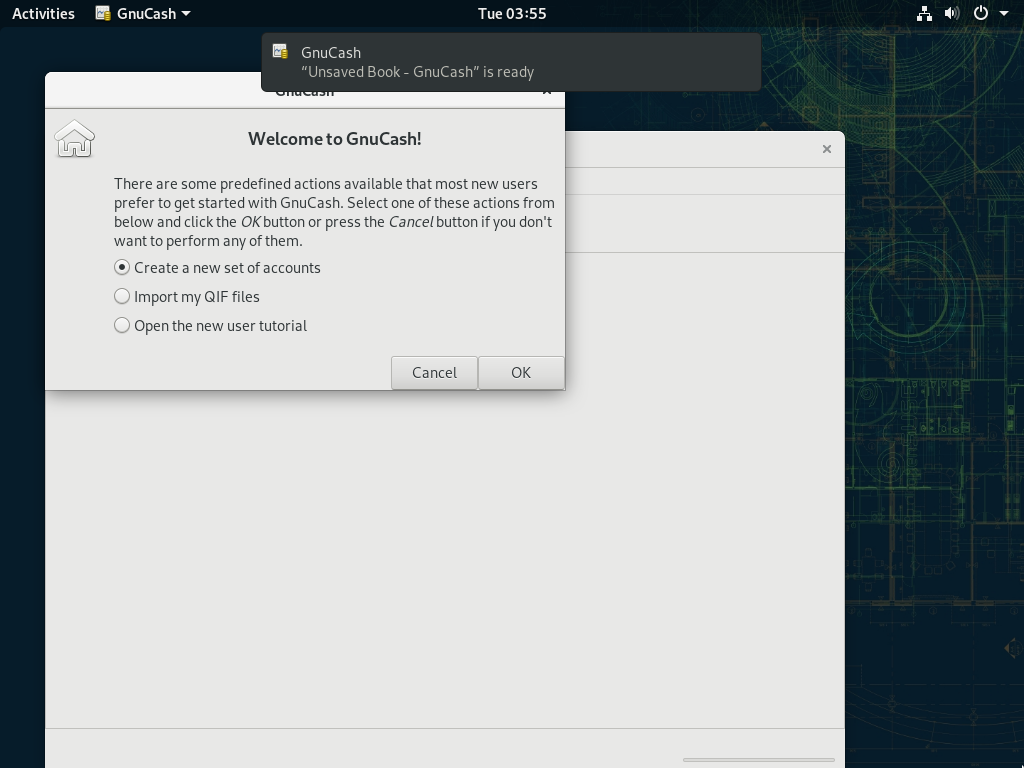 Activities GnuCash Tue 03:55
GnuCash
“Unsaved Book - GnuCash” is ready
GnuCash
Welcome to GnuCash!
There are some predefined actions available that most new users
prefer to get started with GnuCash. Select one of these actions from
below and click the OK button or press the Cancel button if you don't
want to perform any of them.
Create a new set of accounts
Import my QIF files
Open the new user tutorial
Cancel OK